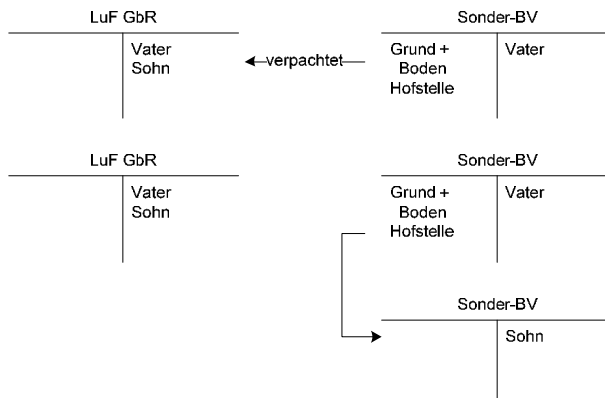 LuF GbR
Sonder-BV
Vater
Sohn
verpachtet
Grund +
Boden
Hofstelle
Vater
LuF GbR
Sonder-BV
Vater
Sohn
Grund +
Boden
Hofstelle
Vater
Sonder-BV
Sohn